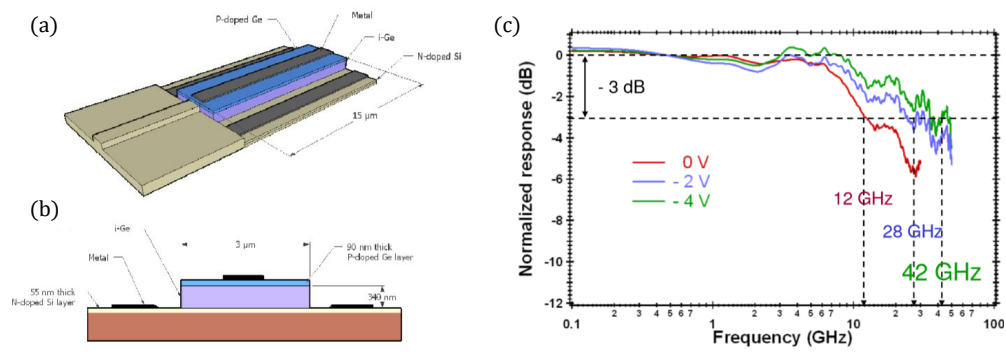 (a)
P-doped Ge
Metal
i-Ge
N-doped Si
15 µm
(b)
i-Ge
Metal
55 nm thick
N-doped Si layer
3 µm
90 nm thick
P-doped Ge layer
340 nm
(c)
Normalized response (dB)
0
-2
-4
-6
-8
-10
-12
- 3 dB
0 V
- 2 V
- 4 V
12 GHz
28 GHz
42 GHz
0.1
2
3
4
5
6
7
1
2
3
4
5
6
7
10
2
3
4
5
6
7
100
Frequency (GHz)